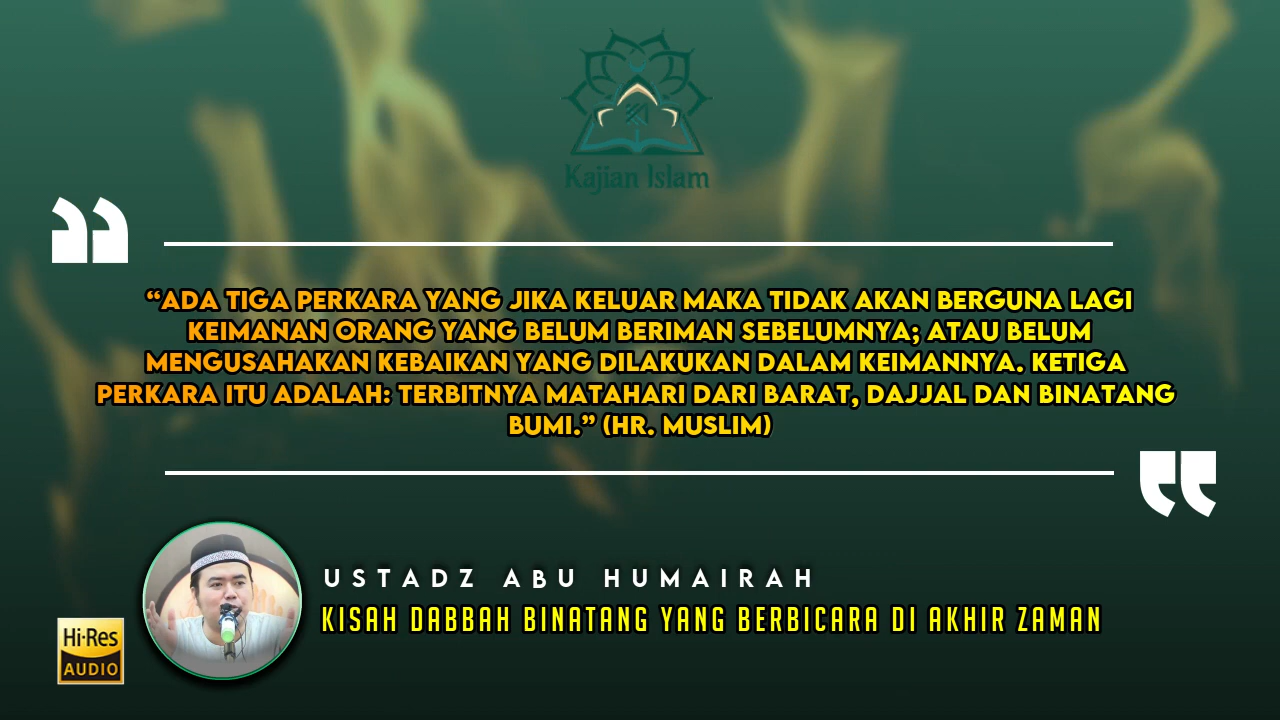 Kajian Islam
“ADA TIGA PERKARA YANG JIKA KELUAR MAKA TIDAK AKAN BERGUNA LAGI
KEIMANAN ORANG YANG BELUM BERIMAN SEBELUMNYA; ATAU BELUM
MENGUSAHAKAN KEBAIKAN YANG DILAKUKAN DALAM KEIMANNYA. KETIGA
PERKARA ITU ADALAH: TERBITNYA MATAHARI DARI BARAT, DAJJAL DAN BINATANG
BUMI.” (HR. MUSLIM)
USTADZ ABU HUMAIRAH
KISAH DABBAH BINATANG YANG BERBICARA DI AKHIR ZAMAN
Hi-Res
AUDIO